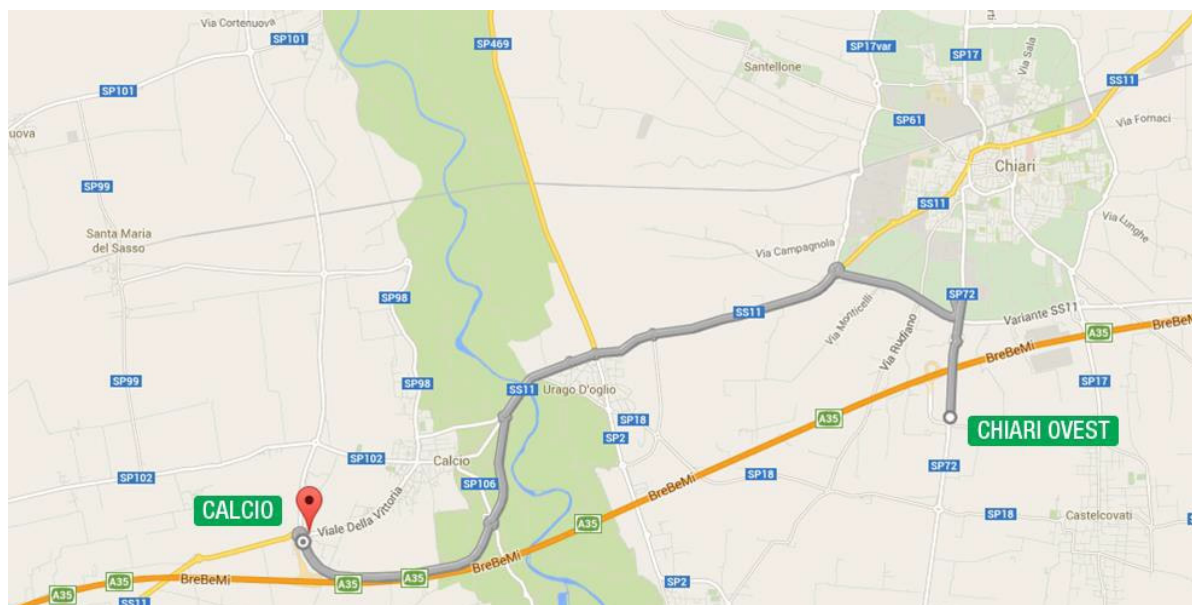 Via Cortenuova
SP101
SP101
SP101
uova
SP99
Santa Maria
del Sasso
SP98
SP99
SP98
SP102
SP102
Calcio
SP106
CALCIO
Viale Della Vittoria
A35
BreBeMi
A35
A35
BreBeMi
SS11
SP469
Santellone
SP17var
SP17
Via Sala
SS11
SP61
Via Fornaci
Chiari
SS11
Via Lunghe
Via Campagnola
SS11
Via Monticelli
Via Rudiano
SP72
Variante SS11
BreBeMi
A35
BreBeMi
SP17
SS11
Urago D'oglio
SP18
SP2
A35
CHIARI OVEST
SP18
SP72
BreBeMi
A35
SP18
Castelcovati
SP2